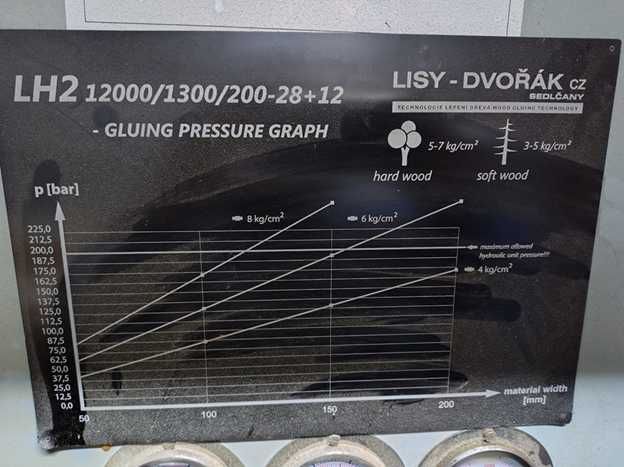 LH2 12000/1300/200-28+12
- GLUING PRESSURE GRAPH
LISY - DVOŘÁK CZ
SEDLČANY
TECHNOLOGIE LEPENÍ DŘEVA WOOD GLUING TECHNOLOGY
5-7 kg/cm²
3-5 kg/cm²
hard wood
soft wood
p [bar]
8 kg/cm²
6 kg/cm²
4 kg/cm²
maximum allowed
hydraulic unit pressure!!!
225,0
212,5
200,0
187,5
175,0
162,5
150,0
137,5
125,0
112,5
100,0
87,5
75,0
62,5
50,0
37,5
25,0
12,5
0,0
50
100
150
200
material width
[mm]